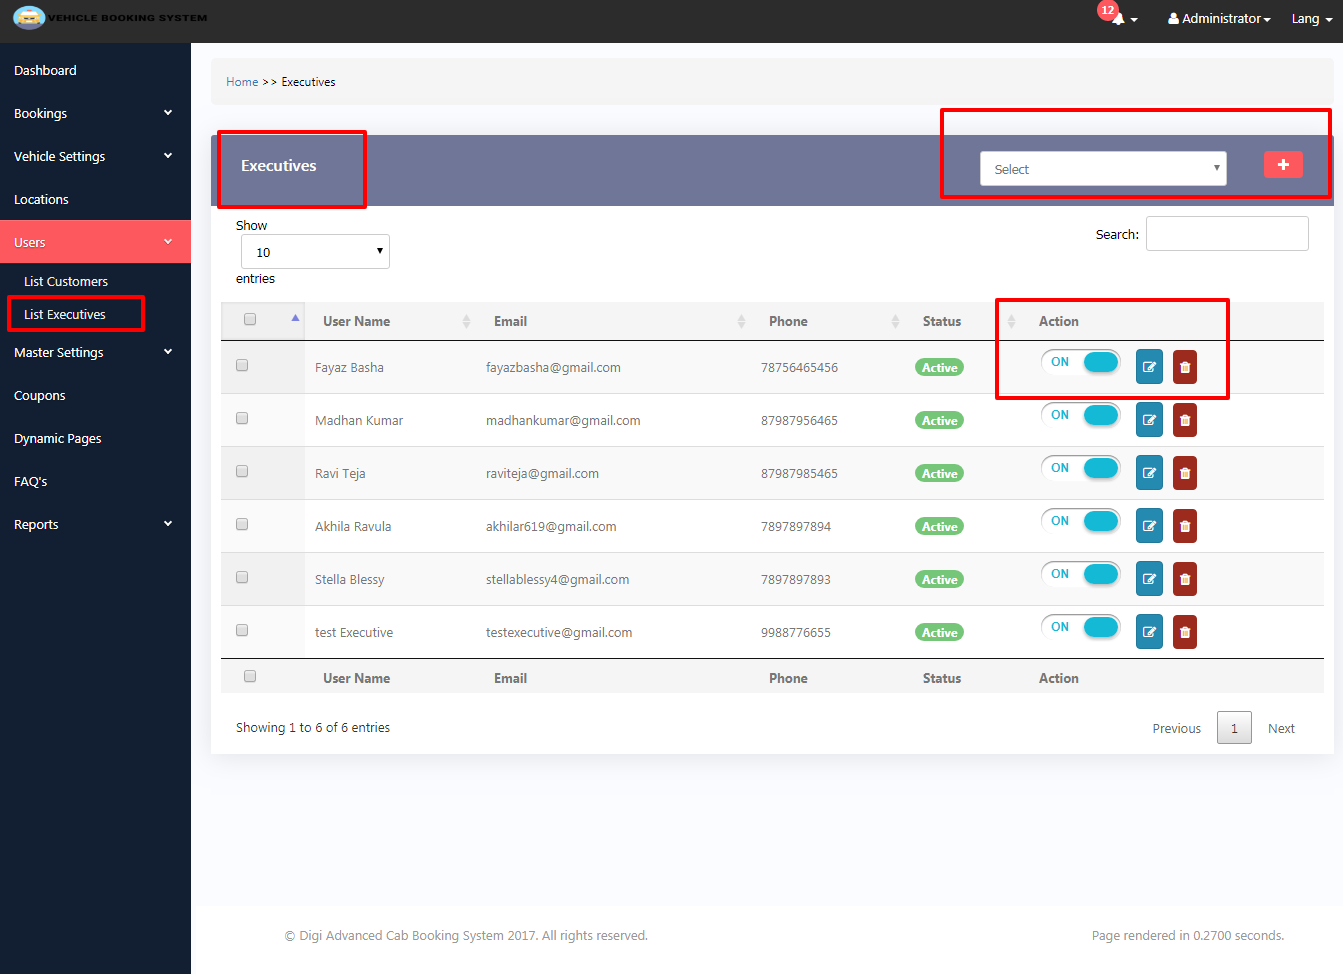 VEHICLE BOOKING SYSTEM
12
Administrator
Lang
Dashboard
Bookings
Vehicle Settings
Locations
Users
List Customers
List Executives
Master Settings
Coupons
Dynamic Pages
FAQ's
Reports
Home >> Executives
Executives
Select
+
Show
10
entries
Search:
User Name Email Phone Status Action
Fayaz Basha fayazbasha@gmail.com 78756465456 Active ON
Madhan Kumar madhankumar@gmail.com 87987956465 Active ON
Ravi Teja raviteja@gmail.com 87987985465 Active ON
Akhila Ravula akhilar619@gmail.com 7897897894 Active ON
Stella Blessy stellablessy4@gmail.com 7897897893 Active ON
test Executive testexecutive@gmail.com 9988776655 Active ON
User Name Email Phone Status Action
Showing 1 to 6 of 6 entries
Previous 1 Next
© Digi Advanced Cab Booking System 2017. All rights reserved.
Page rendered in 0.2700 seconds.